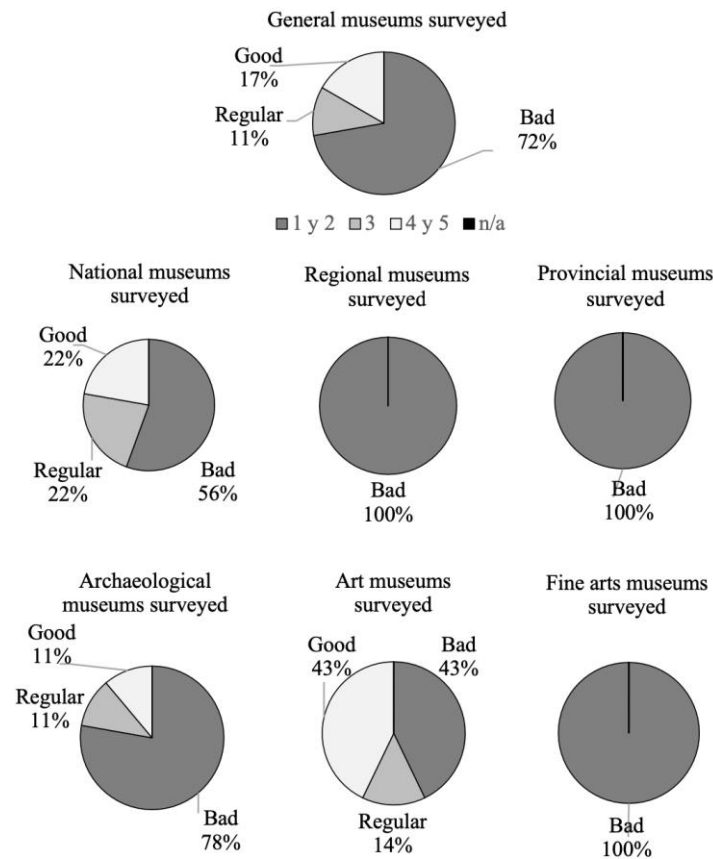 General museums surveyed
Good
17%
Regular
11%
Bad
72%
1 y 2 3 4 y 5 n/a
National museums
surveyed
Good
22%
Regular
22%
Bad
56%
Regional museums
surveyed
Bad
100%
Provincial museums
surveyed
Bad
100%
Archaeological
museums surveyed
Good
11%
Regular
11%
Bad
78%
Art museums
surveyed
Good
43%
Bad
43%
Regular
14%
Fine arts museums
surveyed
Bad
100%